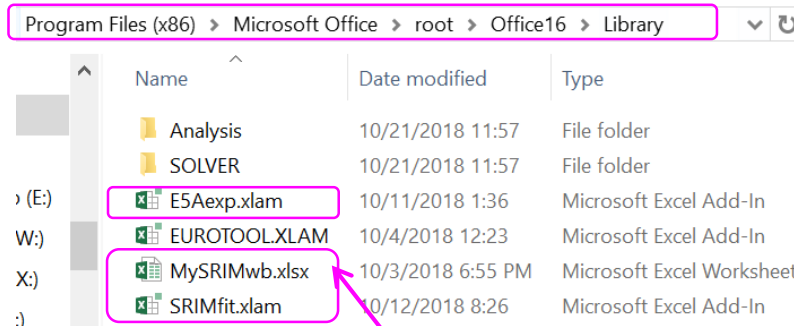 Program Files (x86) > Microsoft Office > root > Office16 > Library
Name Date modified Type
Analysis 10/21/2018 11:57 File folder
SOLVER 10/21/2018 11:57 File folder
(E:) E5Aexp.xlam 10/11/2018 1:36 Microsoft Excel Add-In
W:) EUROTOOL.XLAM 10/4/2018 12:23 Microsoft Excel Add-In
X:) MySRIMwb.xlsx 10/3/2018 6:55 PM Microsoft Excel Worksheet
:) SRIMfit.xlam 10/12/2018 8:26 Microsoft Excel Add-In